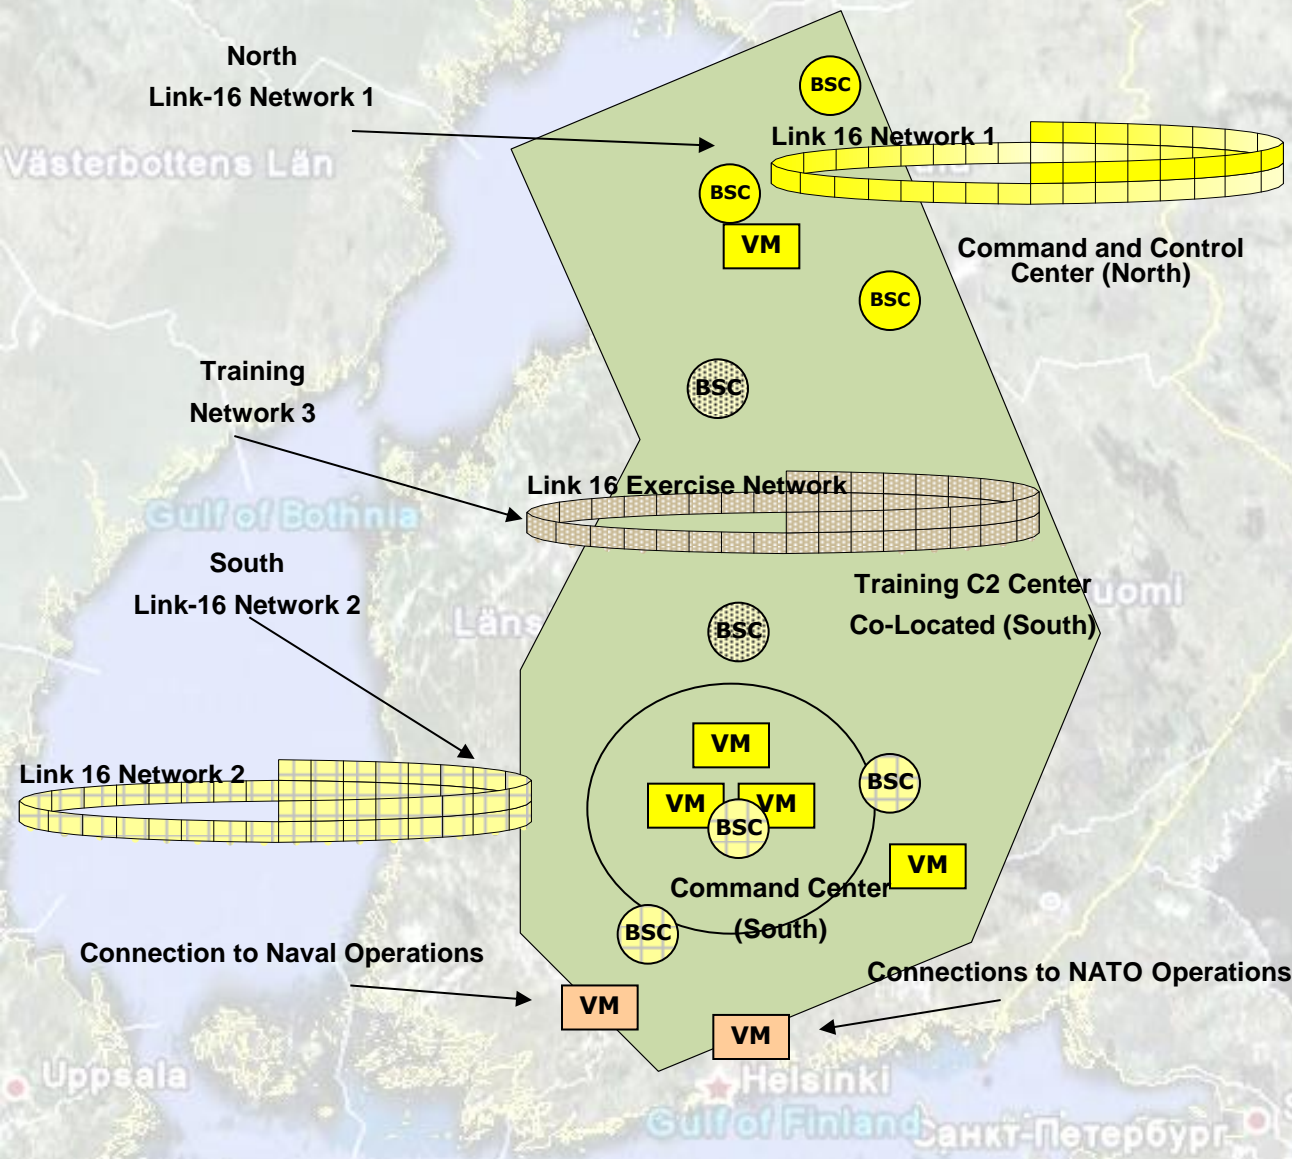 BSC
North
Link-16 Network 1
Link 16 Network 1
Västerbottens Län
BSC
VM
Command and Control
Center (North)
BSC
Training
Network 3
BSC
Link 16 Exercise Network
Gulf of Bothnia
South
Link-16 Network 2
Training C2 Center
Co-Located (South)
Läns
uomi
BSC
VM
Link 16 Network 2
BSC
VM
VM
BSC
VM
Command Center
(South)
BSC
Connection to Naval Operations
Connections to NATO Operations
VM
VM
Uppsala
Helsinki
Gulf of Finland
Санкт-Петербург